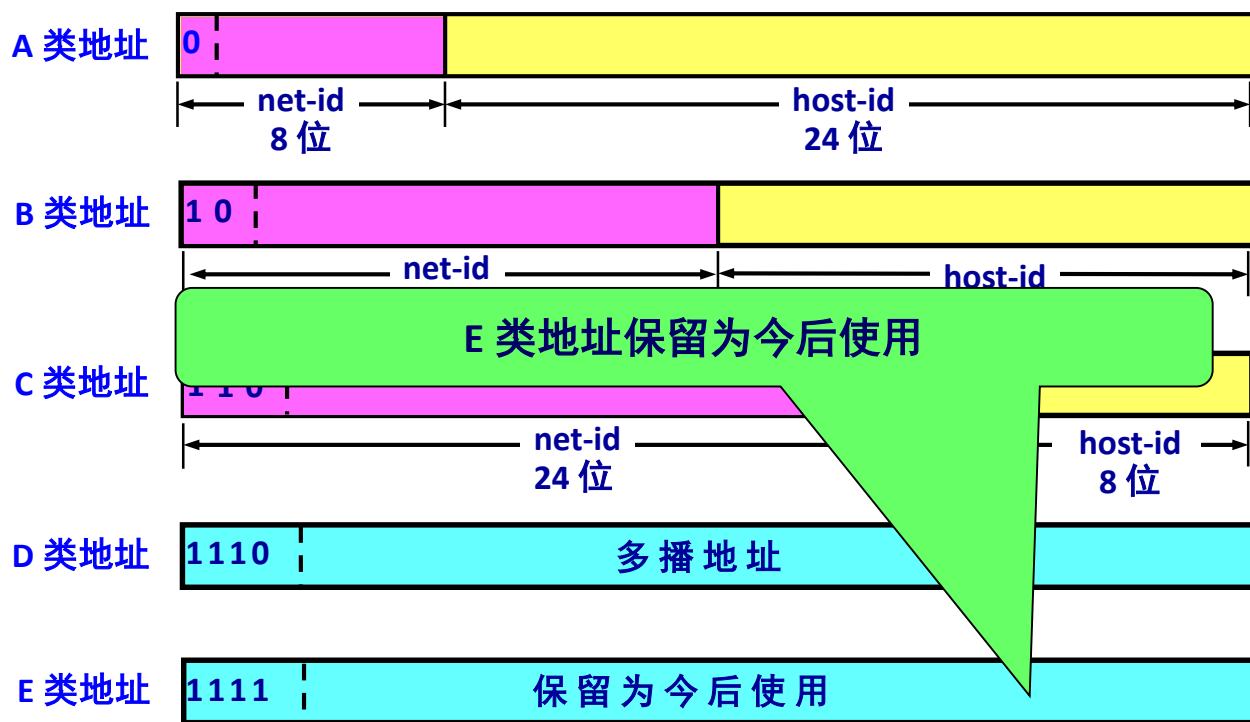 A 类地址
0
net-id
8 位
host-id
24 位
B 类地址
1 0
net-id
host-id
E 类地址保留为今后使用
C 类地址
1 1 0
net-id
24 位
host-id
8 位
D 类地址
1110
多播地址
E 类地址
1111
保留为今后使用